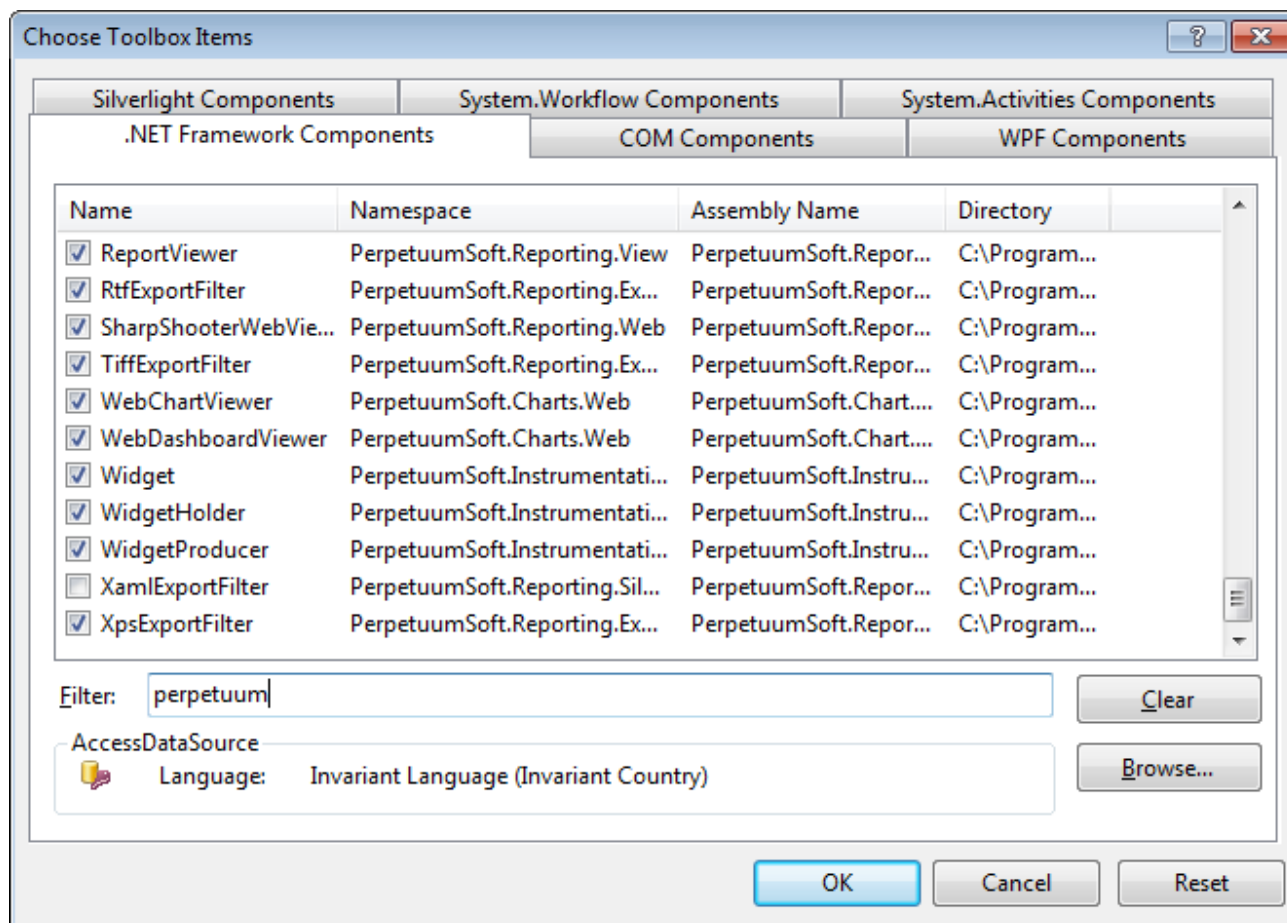 Choose Toolbox Items
Silverlight Components System.Workflow Components System.Activities Components
.NET Framework Components COM Components WPF Components
Name Namespace Assembly Name Directory
ReportViewer PerpetuumSoft.Reporting.View PerpetuumSoft.Repor... C:\Program...
RtfExportFilter PerpetuumSoft.Reporting.Ex... PerpetuumSoft.Repor... C:\Program...
SharpShooterWebVie... PerpetuumSoft.Reporting.Web PerpetuumSoft.Repor... C:\Program...
TiffExportFilter PerpetuumSoft.Reporting.Ex... PerpetuumSoft.Repor... C:\Program...
WebChartViewer PerpetuumSoft.Charts.Web PerpetuumSoft.Chart.... C:\Program...
WebDashboardViewer PerpetuumSoft.Charts.Web PerpetuumSoft.Chart.... C:\Program...
Widget PerpetuumSoft.Instrumentati... PerpetuumSoft.Instru... C:\Program...
WidgetHolder PerpetuumSoft.Instrumentati... PerpetuumSoft.Instru... C:\Program...
WidgetProducer PerpetuumSoft.Instrumentati... PerpetuumSoft.Instru... C:\Program...
XamlExportFilter PerpetuumSoft.Reporting.Sil... PerpetuumSoft.Repor... C:\Program...
XpsExportFilter PerpetuumSoft.Reporting.Ex... PerpetuumSoft.Repor... C:\Program...
Filter: perpetuum Clear
AccessDataSource
Language: Invariant Language (Invariant Country) Browse...
OK Cancel Reset